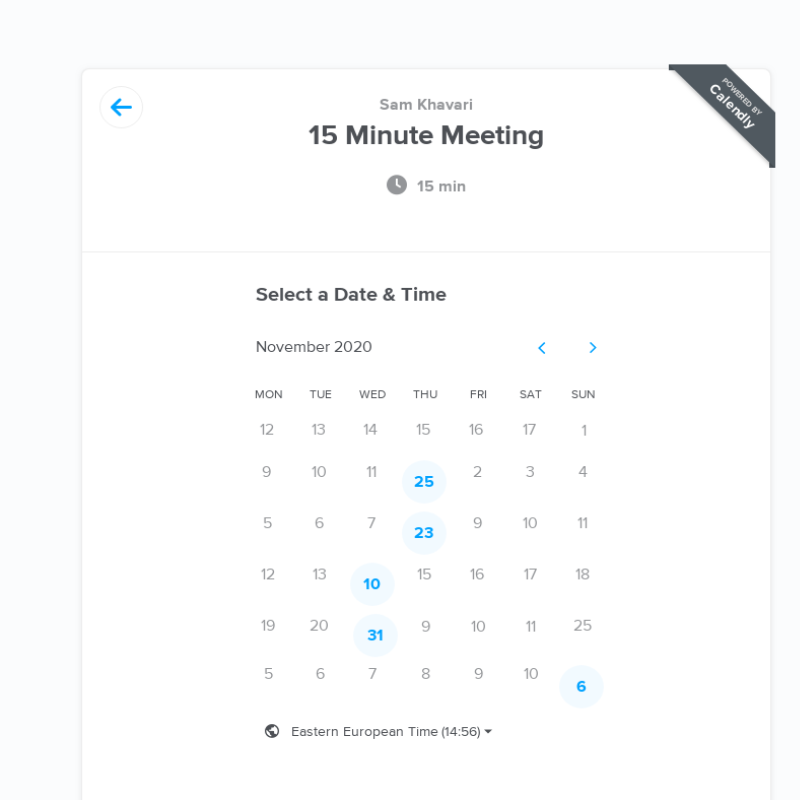 POWERED BY
Calendly
Sam Khavari
15 Minute Meeting
15 min
Select a Date & Time
November 2020
MON TUE WED THU FRI SAT SUN
12 13 14 15 16 17 1
9 10 11 25 2 3 4
5 6 7 23 9 10 11
12 13 10 15 16 17 18
19 20 31 9 10 11 25
5 6 7 8 9 10 6
Eastern European Time (14:56)